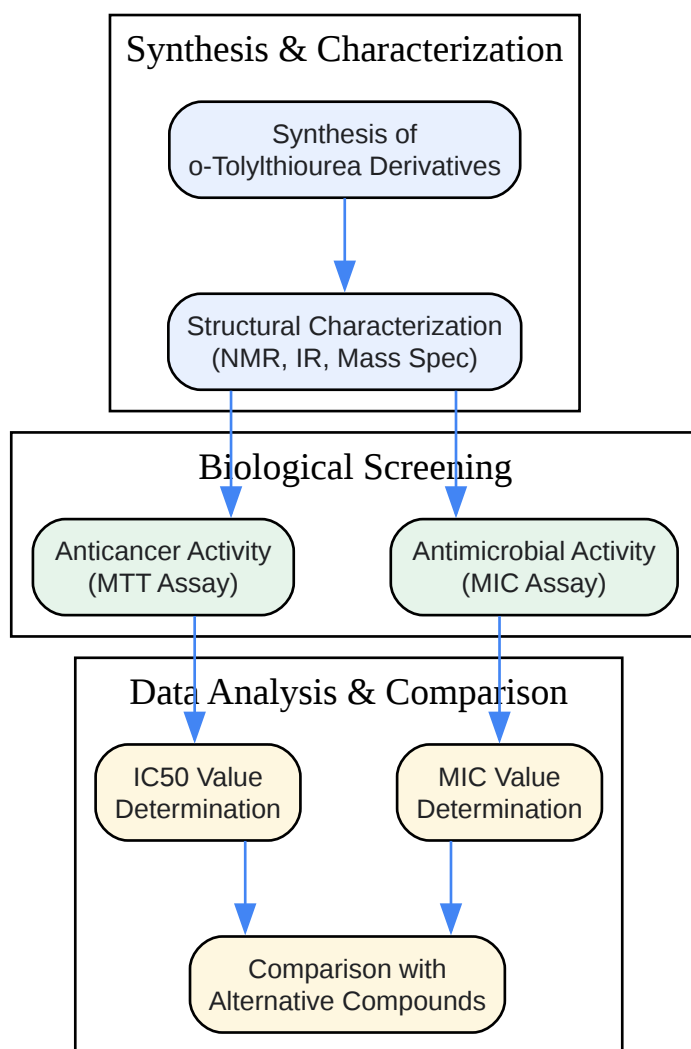 Synthesis & Characterization
Synthesis of
o-Tolylthiourea Derivatives
Structural Characterization
(NMR, IR, Mass Spec)
Biological Screening
Anticancer Activity
(MTT Assay)
Antimicrobial Activity
(MIC Assay)
Data Analysis & Comparison
IC50 Value
Determination
MIC Value
Determination
Comparison with
Alternative Compounds